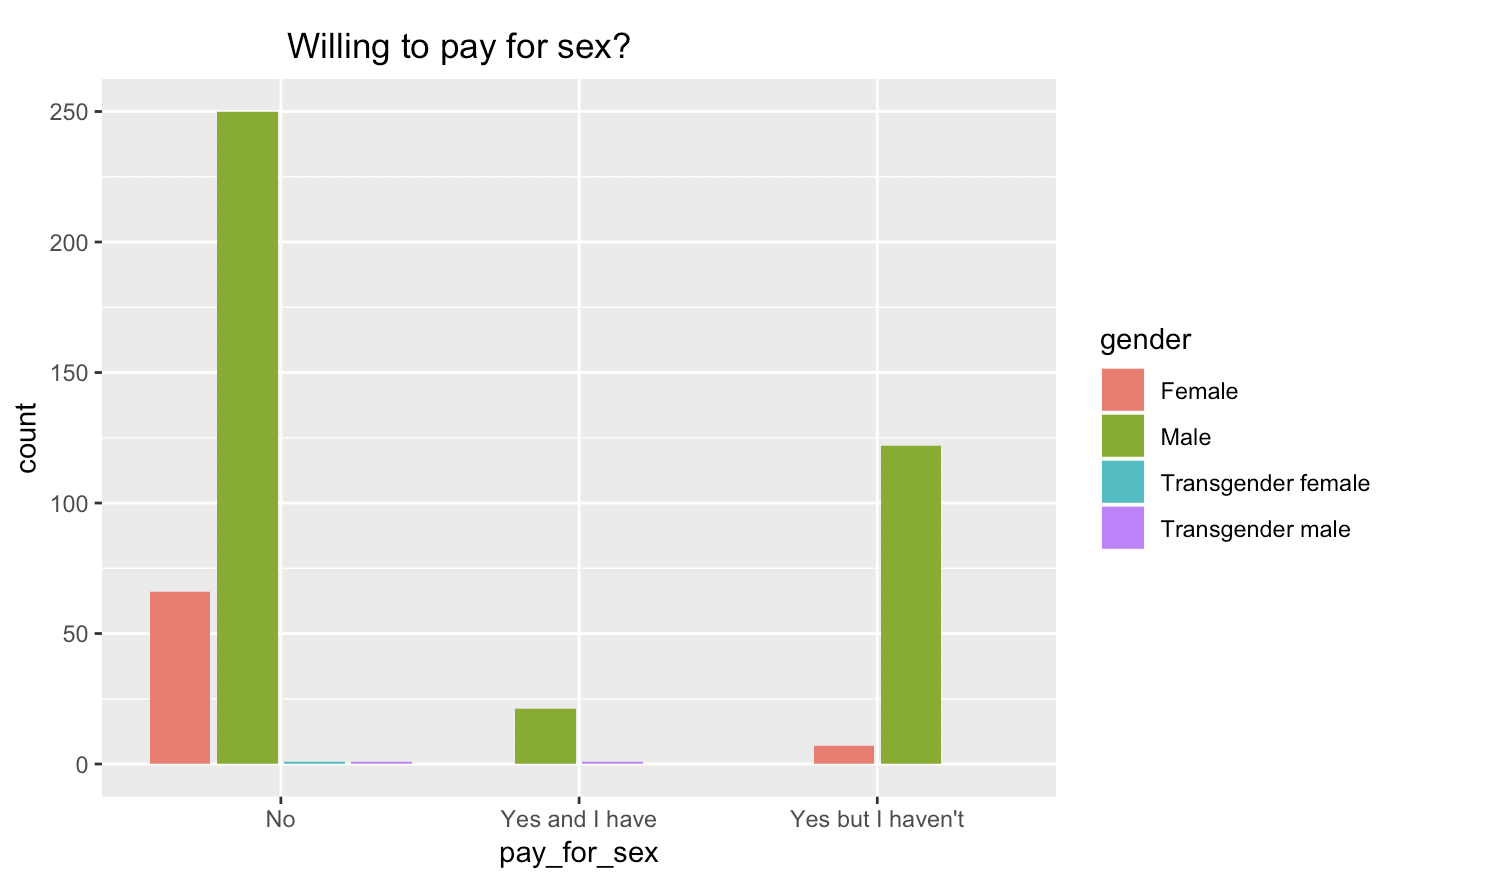 Willing to pay for sex?
250
200
150
100
50
0
count
No
Yes and I have
Yes but I haven't
pay_for_sex
gender
Female
Male
Transgender female
Transgender male